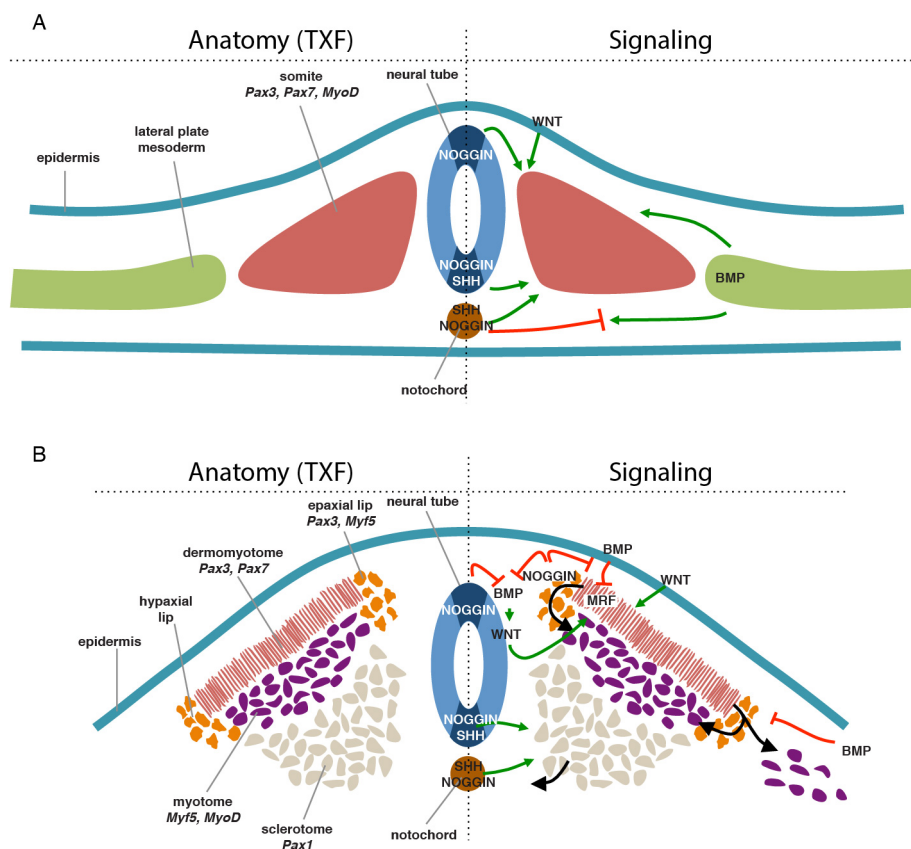 A
Anatomy (TXF)
Signaling
somite
Pax3, Pax7, MyoD
neural tube
lateral plate
mesoderm
epidermis
NOGGIN
WNT
NOGGIN
SHH
BMP
SHH
NOGGIN
notochord
B
Anatomy (TXF)
Signaling
epaxial lip
Pax3, Myf5
neural tube
dermomyotome
Pax3, Pax7
hypaxial
lip
epidermis
NOGGIN
BMP
NOGGIN
BMP
WNT
MRF
WNT
NOGGIN
SHH
BMP
SHH
NOGGIN
myotome
Myf5, MyoD
sclerotome
Pax1
notochord